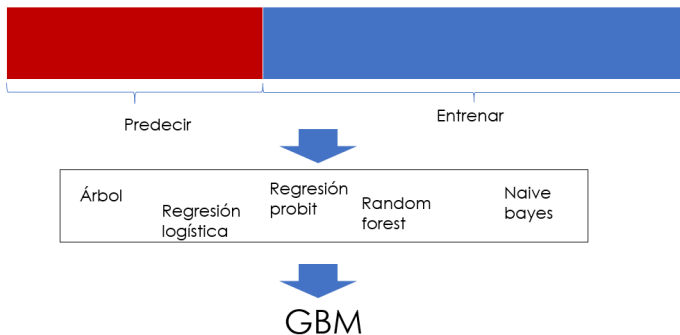 Predecir
Entrenar
Árbol
Regresión
logística
Regresión
probit
Random
forest
Naive
bayes
GBM